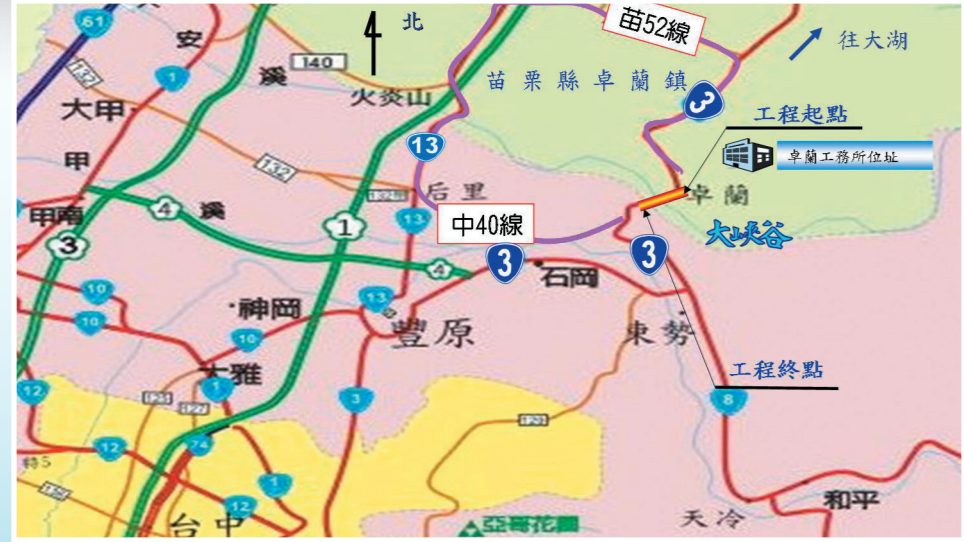 61
北
苗52線
安
往大湖
140
溪
1
132
火炎山
苗栗縣卓蘭鎮
3
大甲
工程起點
13
甲
132
卓蘭工務所位址
后里
卓蘭
4
溪
甲南
1
13
中40線
大峽谷
3
3
3
4
石岡
10
13
神岡
10
10
豐原
東勢
大雅
工程終點
12
1
3
8
127
129
12
74
特5
1
12
和平
台中
亞哥花園
天冷